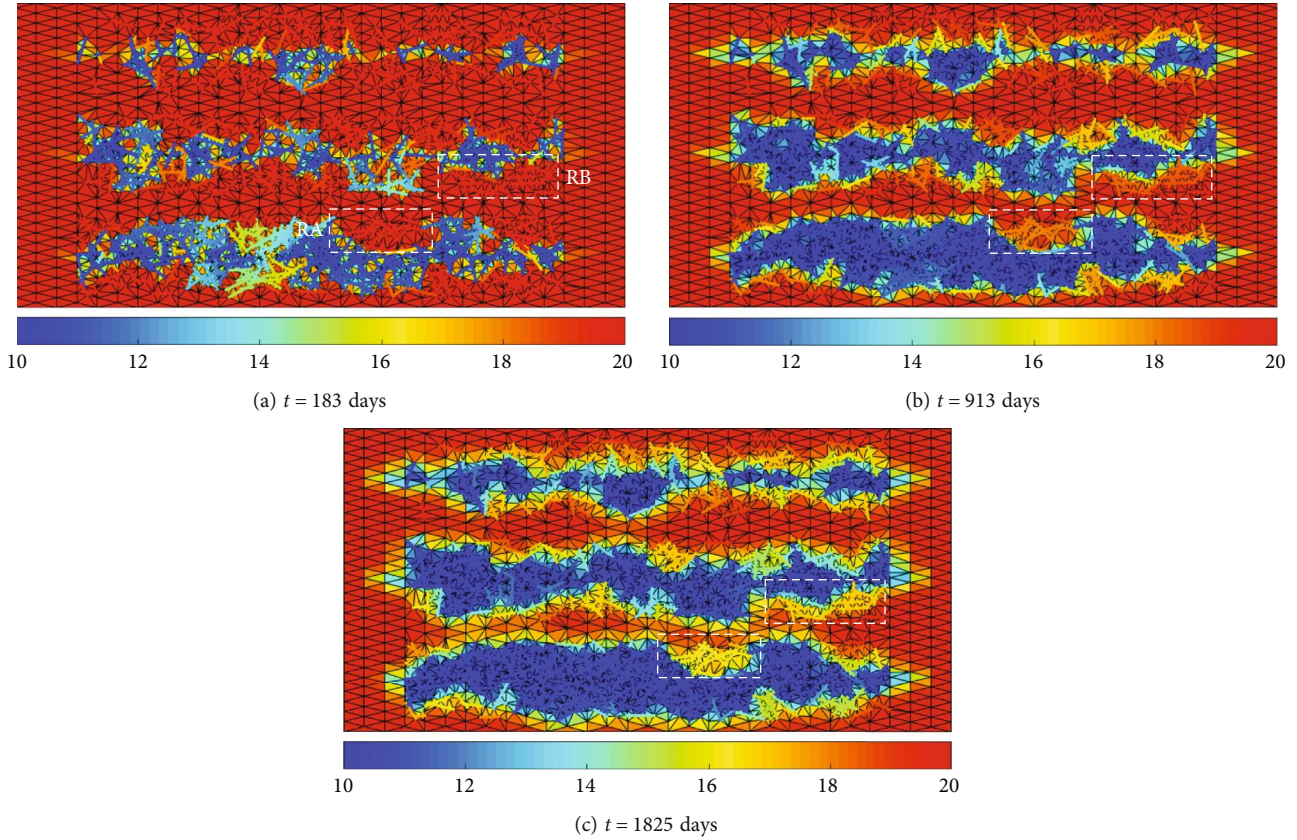 RB
RA
10 12 14 16 18 20
(a) t = 183 days
10 12 14 16 18 20
(b) t = 913 days
10 12 14 16 18 20
(c) t = 1825 days